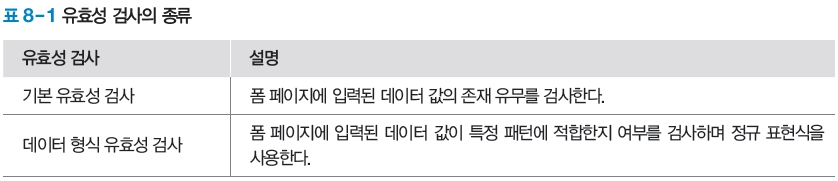 표 8-1 유효성 검사의 종류
유효성 검사 설명
기본 유효성 검사 폼 페이지에 입력된 데이터 값의 존재 유무를 검사한다.
데이터 형식 유효성 검사 폼 페이지에 입력된 데이터 값이 특정 패턴에 적합한지 여부를 검사하며 정규 표현식을
사용한다.